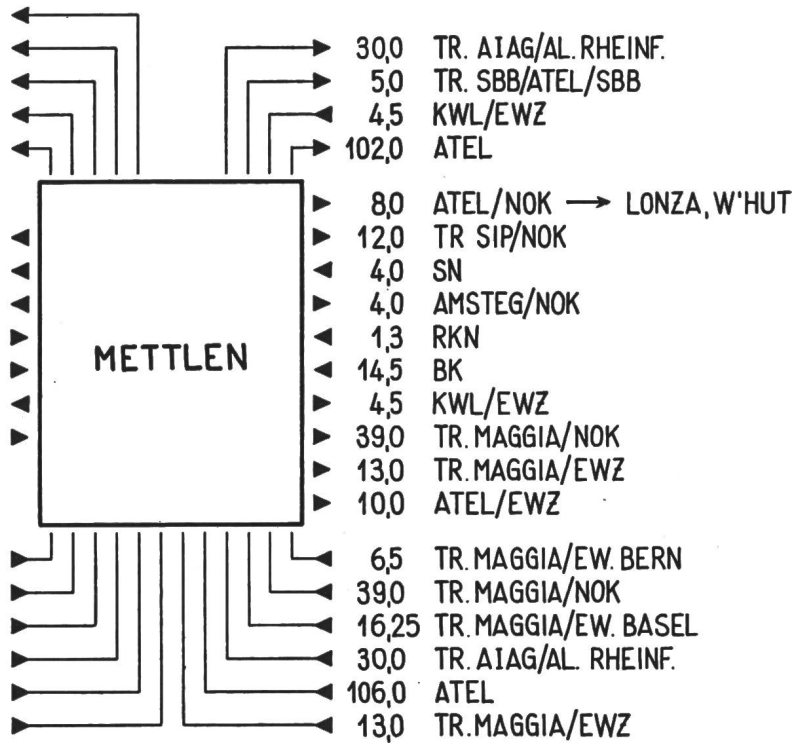 30,0 TR. AIAG/AL. RHEINF.
5,0 TR. SBB/ATEL/SBB
4,5 KWL/EWZ
102,0 ATEL
8,0 ATEL/NOK → LONZA, W'HUT
12,0 TR SIP/NOK
4,0 SN
4,0 AMSTEG/NOK
1,3 RKN
METTLEN
14,5 BK
4,5 KWL/EWZ
39,0 TR. MAGGIA/NOK
13,0 TR. MAGGIA/EWZ
10,0 ATEL/EWZ
6,5 TR. MAGGIA/EW. BERN
39,0 TR. MAGGIA/NOK
16,25 TR. MAGGIA/EW. BASEL
30,0 TR. AIAG/AL. RHEINF.
106,0 ATEL
13,0 TR. MAGGIA/EWZ